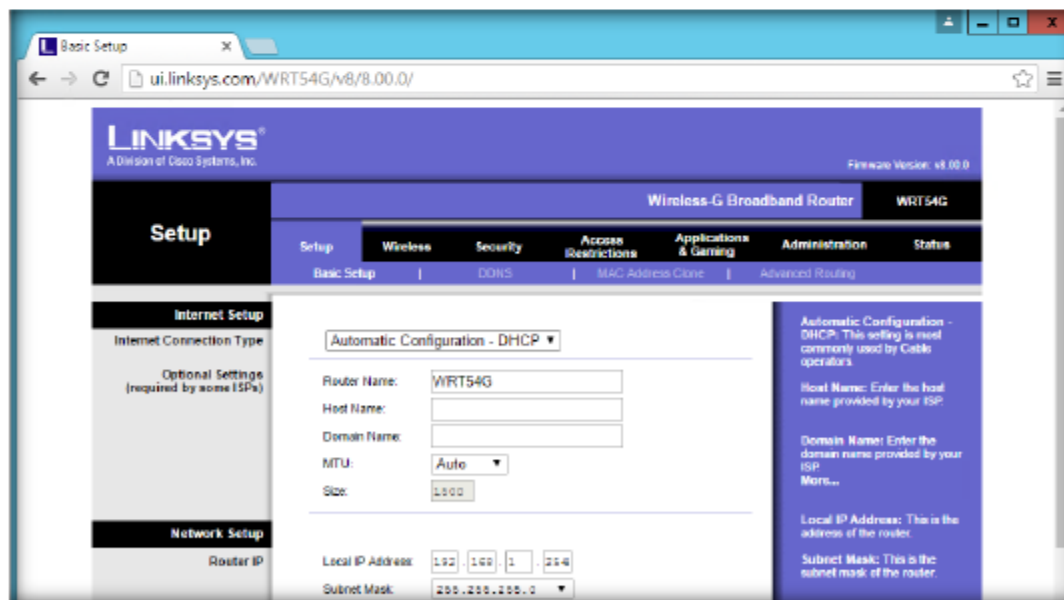 Basic Setup
ui.linksys.com/WRT54G/v8/8.00.0/
LINKSYS®
A Division of Cisco Systems, Inc.
Firmware Version: v8.00.0
Wireless-G Broadband Router WRT54G
Setup
Setup Wireless Security Access Restrictions Applications & Gaming Administration Status
Basic Setup | DDNS | MAC Address Clone | Advanced Routing
Internet Setup
Internet Connection Type
Automatic Configuration - DHCP
Optional Settings
(required by some ISPs)
Router Name: WRT54G
Host Name:
Domain Name:
MTU: Auto
Size: 1500
Network Setup
Router IP
Local IP Address: 192 . 168 . 1 . 254
Subnet Mask: 255.255.255.0
Automatic Configuration -
DHCP: This setting is most
commonly used by Cable
operators.
Host Name: Enter the host
name provided by your ISP.
Domain Name: Enter the
domain name provided by your
ISP.
More...
Local IP Address: This is the
address of the router.
Subnet Mask: This is the
subnet mask of the router.